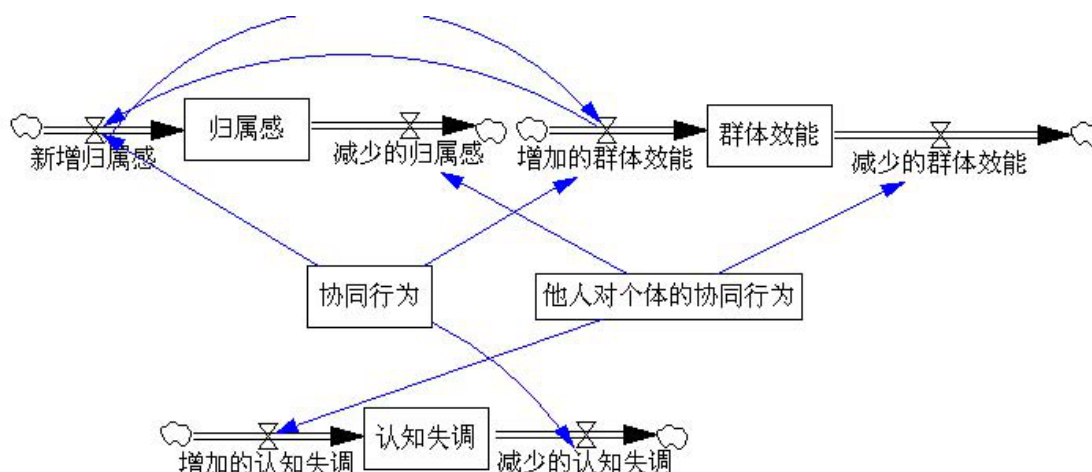 归属感
群体效能
新增归属感
减少的归属感
增加的群体效能
减少的群体效能
协同行为
他人对个体的协同行为
认知失调
增加的认知失调
减少的认知失调